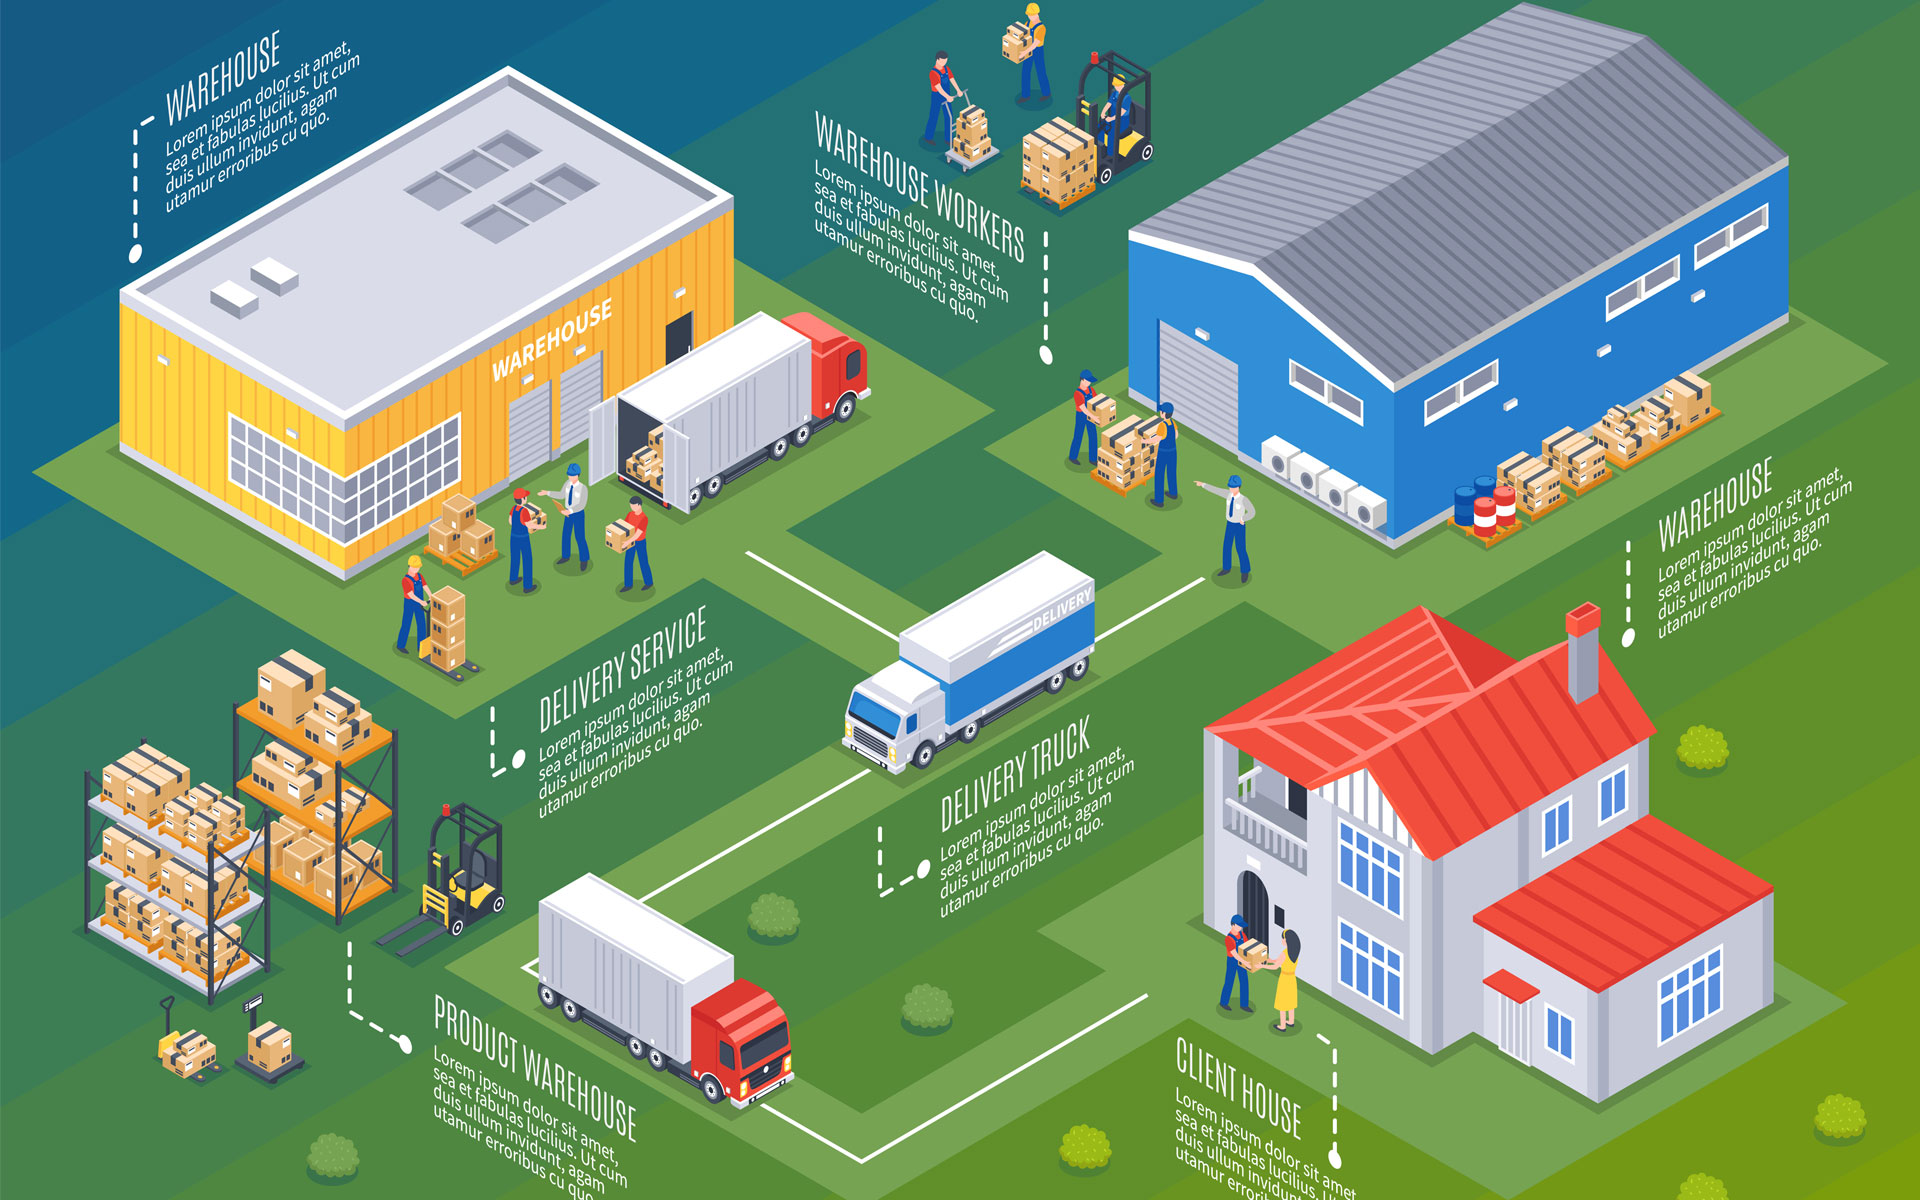 WAREHOUSE
Lorem ipsum dolor sit amet,
sea et fabulas lucilius. Ut cum
duis ullum invidunt, agam
utamur erroribus cu quo.
WAREHOUSE WORKERS
Lorem ipsum dolor sit amet,
sea et fabulas lucilius. Ut cum
duis ullum invidunt, agam
utamur erroribus cu quo.
WAREHOUSE
WAREHOUSE
Lorem ipsum dolor sit amet,
sea et fabulas lucilius. Ut cum
duis ullum invidunt, agam
utamur erroribus cu quo.
DELIVERY
DELIVERY SERVICE
Lorem ipsum dolor sit amet,
sea et fabulas lucilius. Ut cum
duis ullum invidunt, agam
utamur erroribus cu quo.
DELIVERY TRUCK
Lorem ipsum dolor sit amet,
sea et fabulas lucilius. Ut cum
duis ullum invidunt, agam
utamur erroribus cu quo.
PRODUCT WAREHOUSE
Lorem ipsum dolor sit amet,
sea et fabulas lucilius. Ut cum
duis ullum invidunt, agam
utamur erroribus cu quo
CLIENT HOUSE
Lorem ipsum dolor sit amet,
sea et fabulas lucilius. Ut cum
duis ullum invidunt, agam
utamur